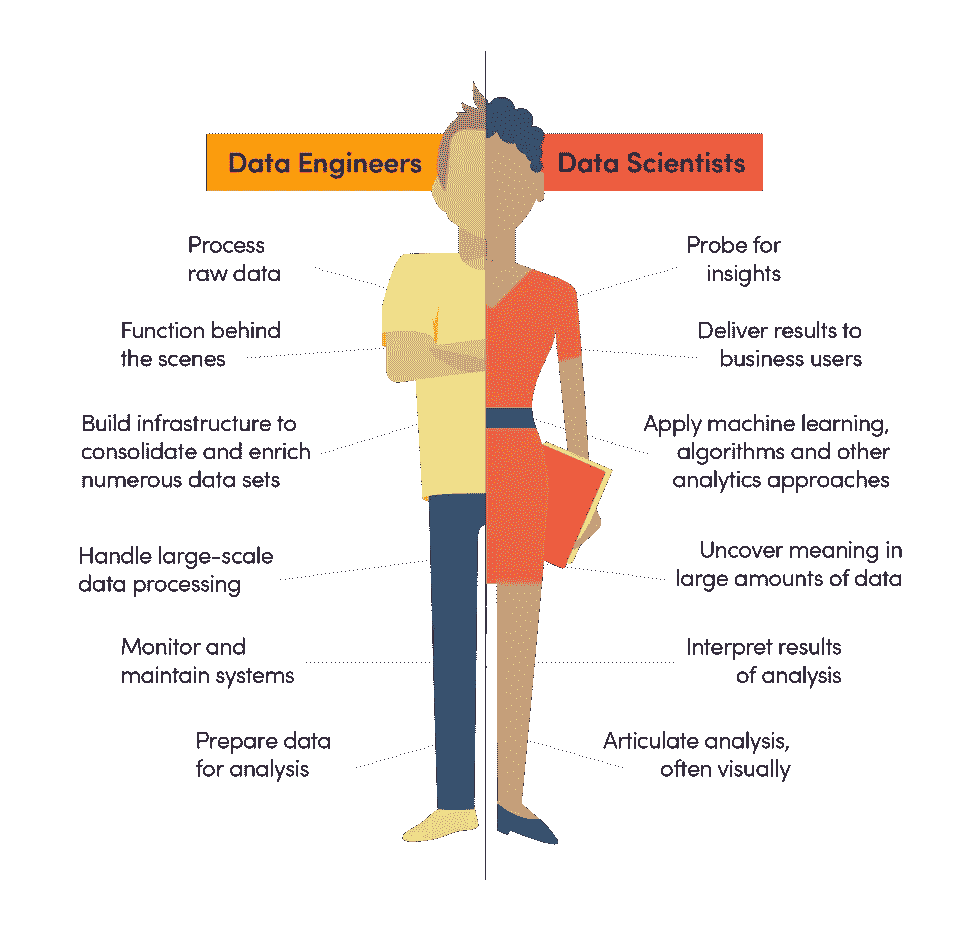 Data Engineers
Process
raw data
Function behind
the scenes
Build infrastructure to
consolidate and enrich
numerous data sets
Handle large-scale
data processing
Monitor and
maintain systems
Prepare data
for analysis
Data Scientists
Probe for
insights
Deliver results to
business users
Apply machine learning,
algorithms and other
analytics approaches
Uncover meaning in
large amounts of data
Interpret results
of analysis
Articulate analysis,
often visually